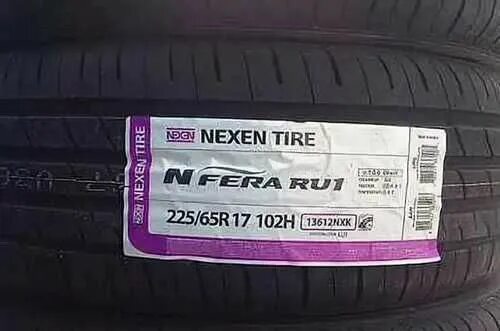 NEXEN TIRE
NEXEN NEXEN TIRE
N FERA RU1
225/65R17 102H 13612NXK